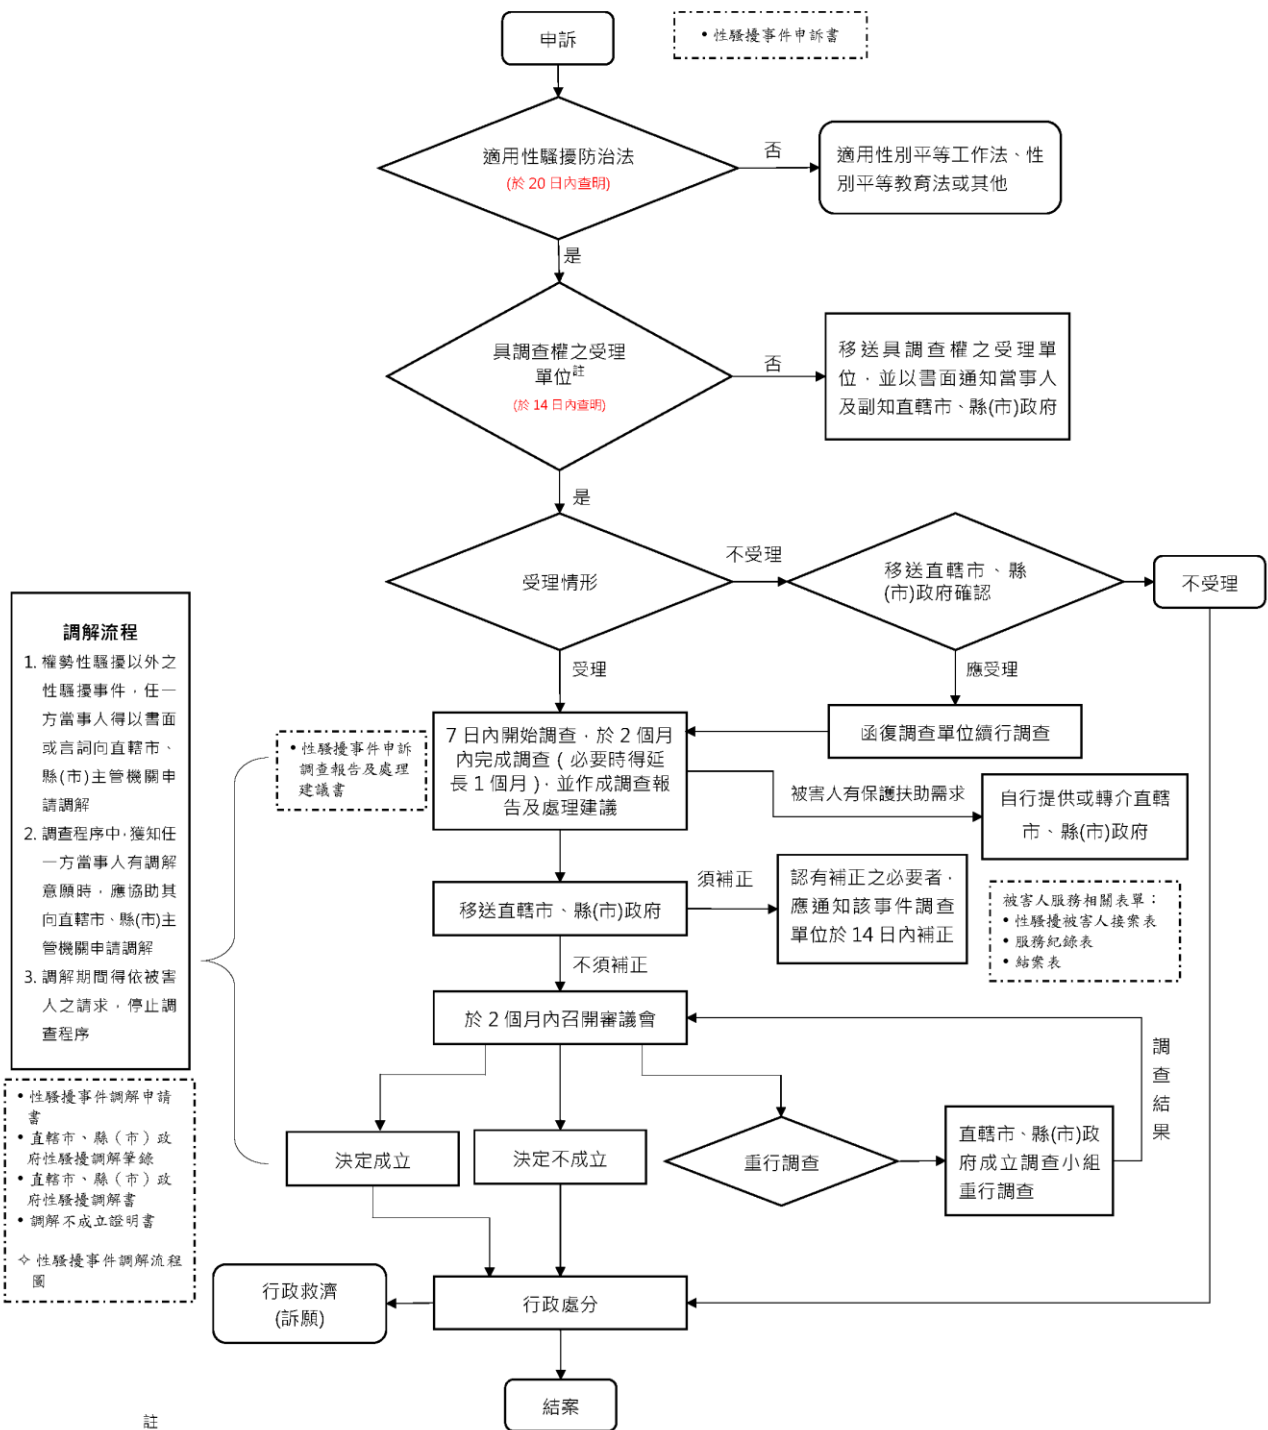 申訴
• 性騷擾事件申訴書
適用性騷擾防治法
(於 20 日內查明)
否
適用性別平等工作法、性
別平等教育法或其他
是
具調查權之受理
單位註
(於 14 日內查明)
否
移送具調查權之受理單
位，並以書面通知當事人
及副知直轄市、縣(市)政府
是
受理情形
不受理
移送直轄市、縣
(市)政府確認
不受理
受理
應受理
調解流程
1. 權勢性騷擾以外之
性騷擾事件，任一
方當事人得以書面
或言詞向直轄市、
縣(市)主管機關申
請調解
2. 調查程序中，獲知任
一方當事人有調解
意願時，應協助其
向直轄市、縣(市)主
管機關申請調解
3. 調解期間得依被害
人之請求，停止調
查程序
• 性騷擾事件申訴
調查報告及處理
建議書
7 日內開始調查，於 2 個月
內完成調查（必要時得延
長 1 個月），並作成調查報
告及處理建議
函復調查單位續行調查
被害人有保護扶助需求
自行提供或轉介直轄
市、縣(市)政府
移送直轄市、縣(市)政府
須補正
認有補正之必要者，
應通知該事件調查
單位於 14 日內補正
被害人服務相關表單：
• 性騷擾被害人接案表
• 服務紀錄表
• 結案表
不須補正
於 2 個月內召開審議會
調
查
結
果
• 性騷擾事件調解申請
書
• 直轄市、縣（市）政
府性騷擾調解筆錄
• 直轄市、縣（市）政
府性騷擾調解書
• 調解不成立證明書
✧ 性騷擾事件調解流程
圖
決定成立
決定不成立
重行調查
直轄市、縣(市)政
府成立調查小組
重行調查
行政救濟
(訴願)
行政處分
結案
註